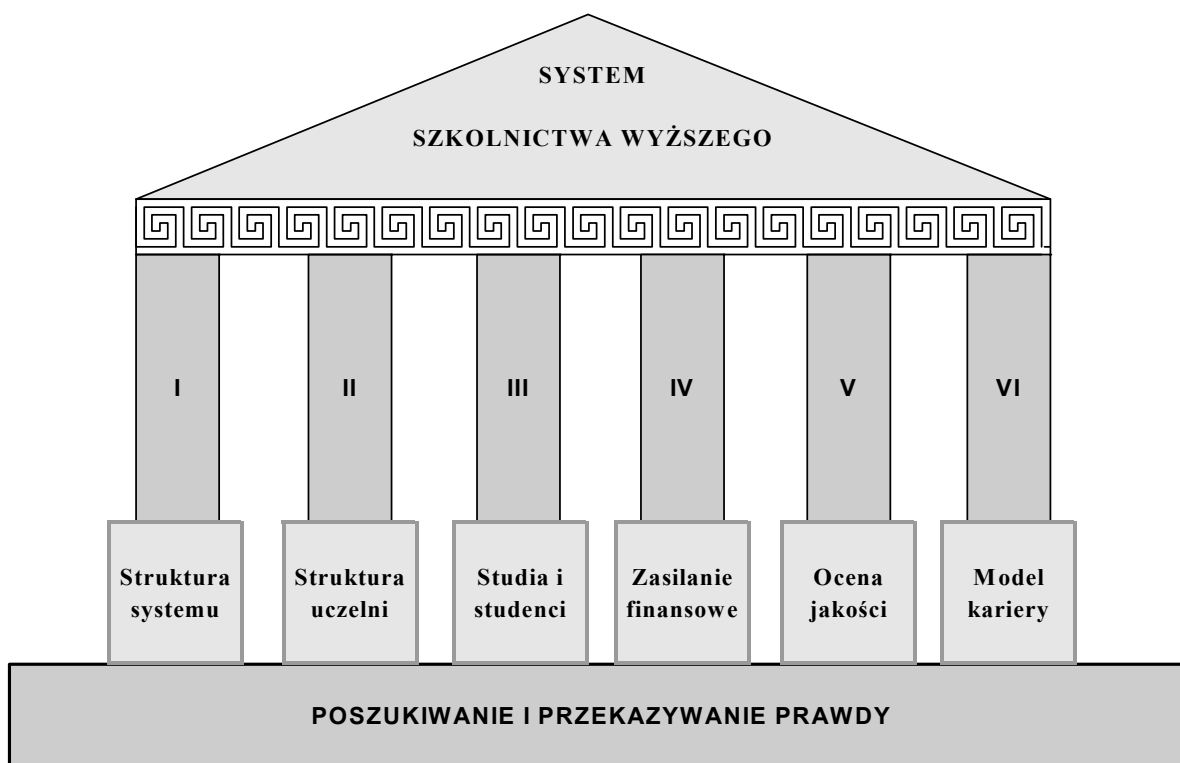 SYSTEM
SZKOLNICTWA WYŻSZEGO
I
II
III
IV
V
VI
Struktura
systemu
Struktura
uczelni
Studia i
studenci
Zasilanie
finansowe
Ocena
jakości
Model
kariery
POSZUKIWANIE I PRZEKAZYWANIE PRAWDY